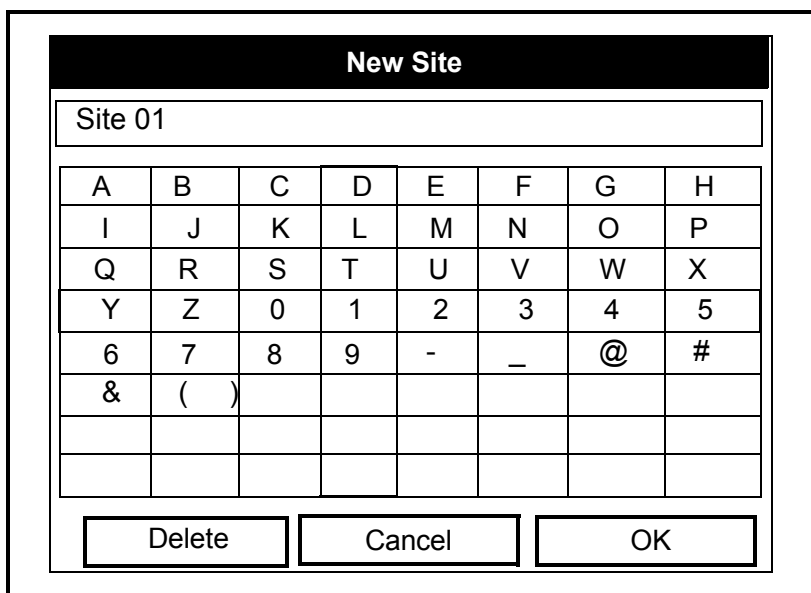 New Site
Site 01
A B C D E F G H
I J K L M N O P
Q R S T U V W X
Y Z 0 1 2 3 4 5
6 7 8 9 - _ @ #
& ( )
Delete Cancel OK